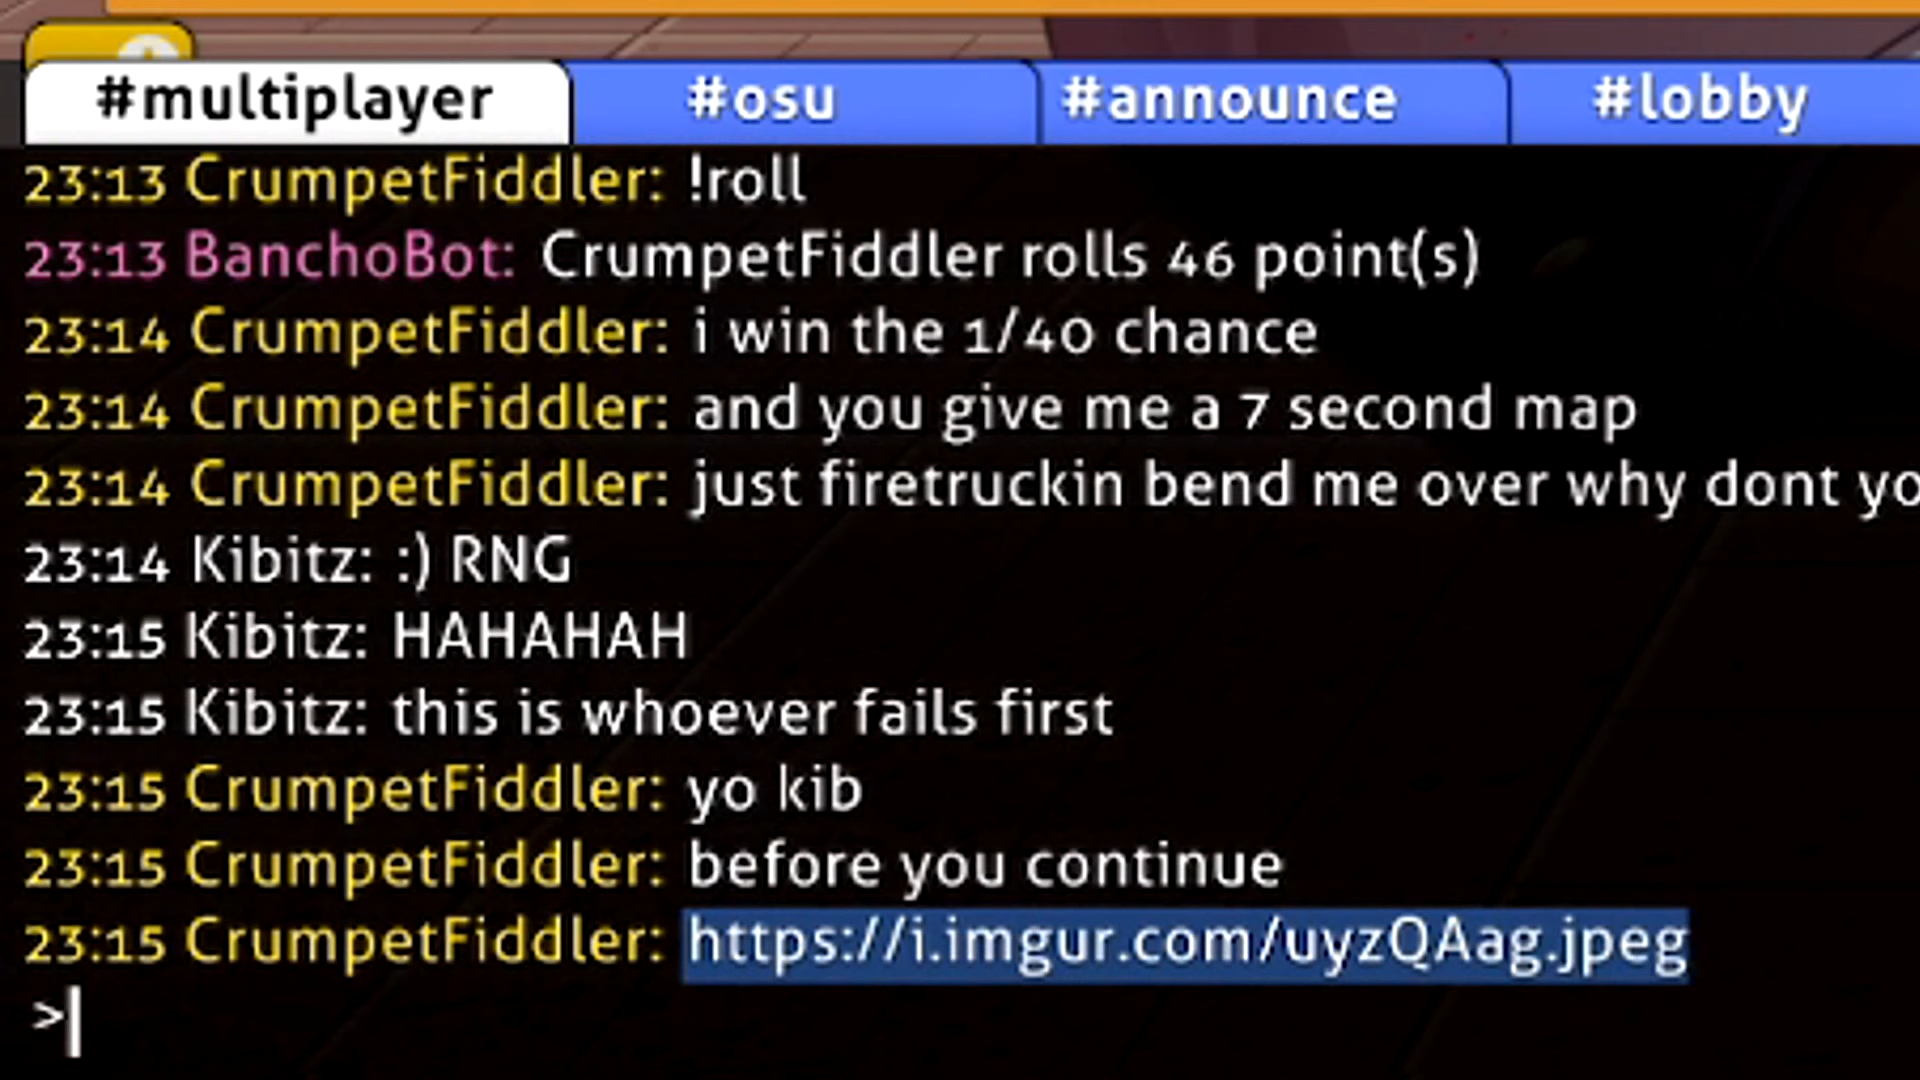 #multiplayer #osu #announce #lobby
23:13 CrumpetFiddler: !roll
23:13 BanchoBot: CrumpetFiddler rolls 46 point(s)
23:14 CrumpetFiddler: i win the 1/40 chance
23:14 CrumpetFiddler: and you give me a 7 second map
23:14 CrumpetFiddler: just firetruckin bend me over why dont yo
23:14 Kibitz: :) RNG
23:15 Kibitz: HAHAHAH
23:15 Kibitz: this is whoever fails first
23:15 CrumpetFiddler: yo kib
23:15 CrumpetFiddler: before you continue
23:15 CrumpetFiddler: https://i.imgur.com/uyzQAag.jpeg
>